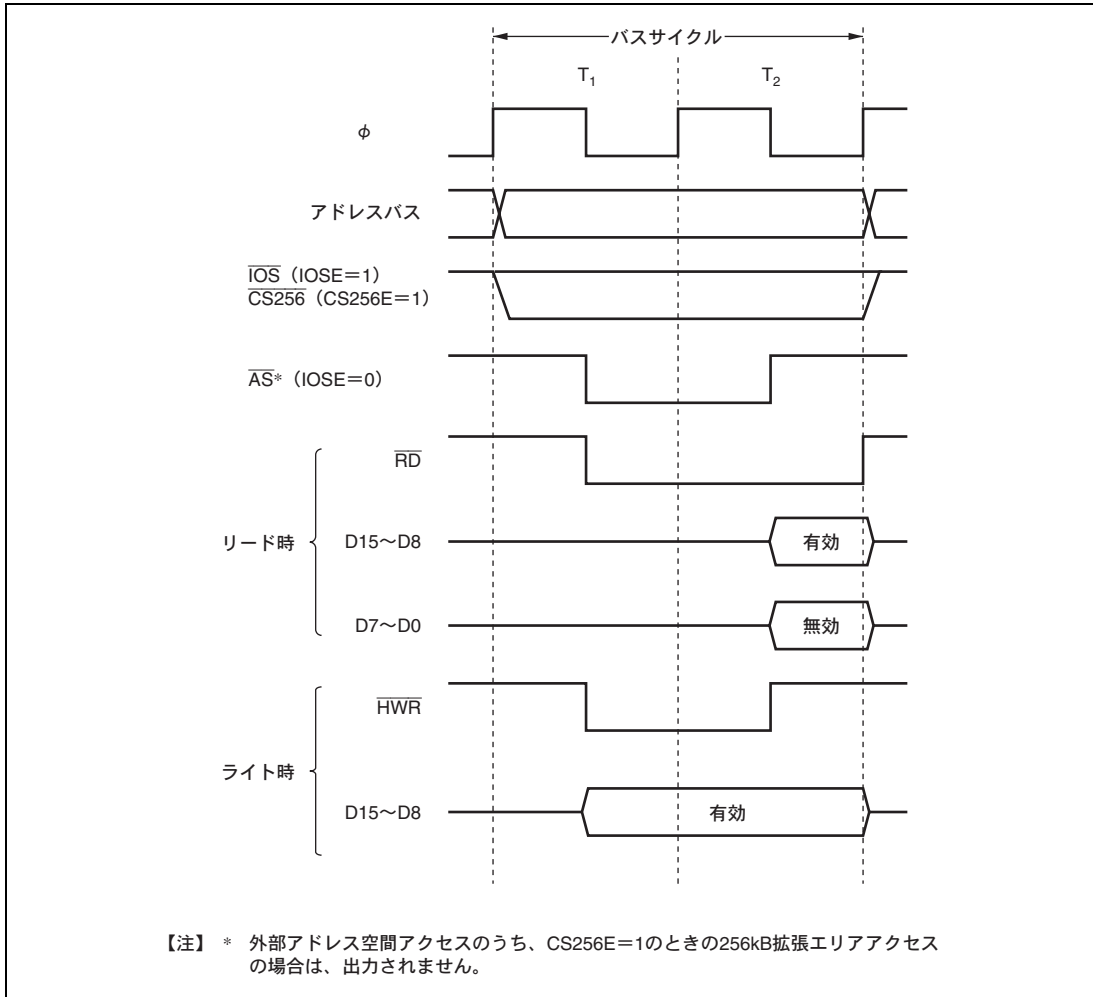 バスサイクル
T1
T2
φ
アドレスバス
IOS（IOSE＝1）
CS256（CS256E＝1）
AS*（IOSE＝0）
リード時
RD
D15～D8
有効
D7～D0
無効
ライト時
HWR
D15～D8
有効
【注】 * 外部アドレス空間アクセスのうち、CS256E＝1のときの256kB拡張エリアアクセス
の場合は、出力されません。